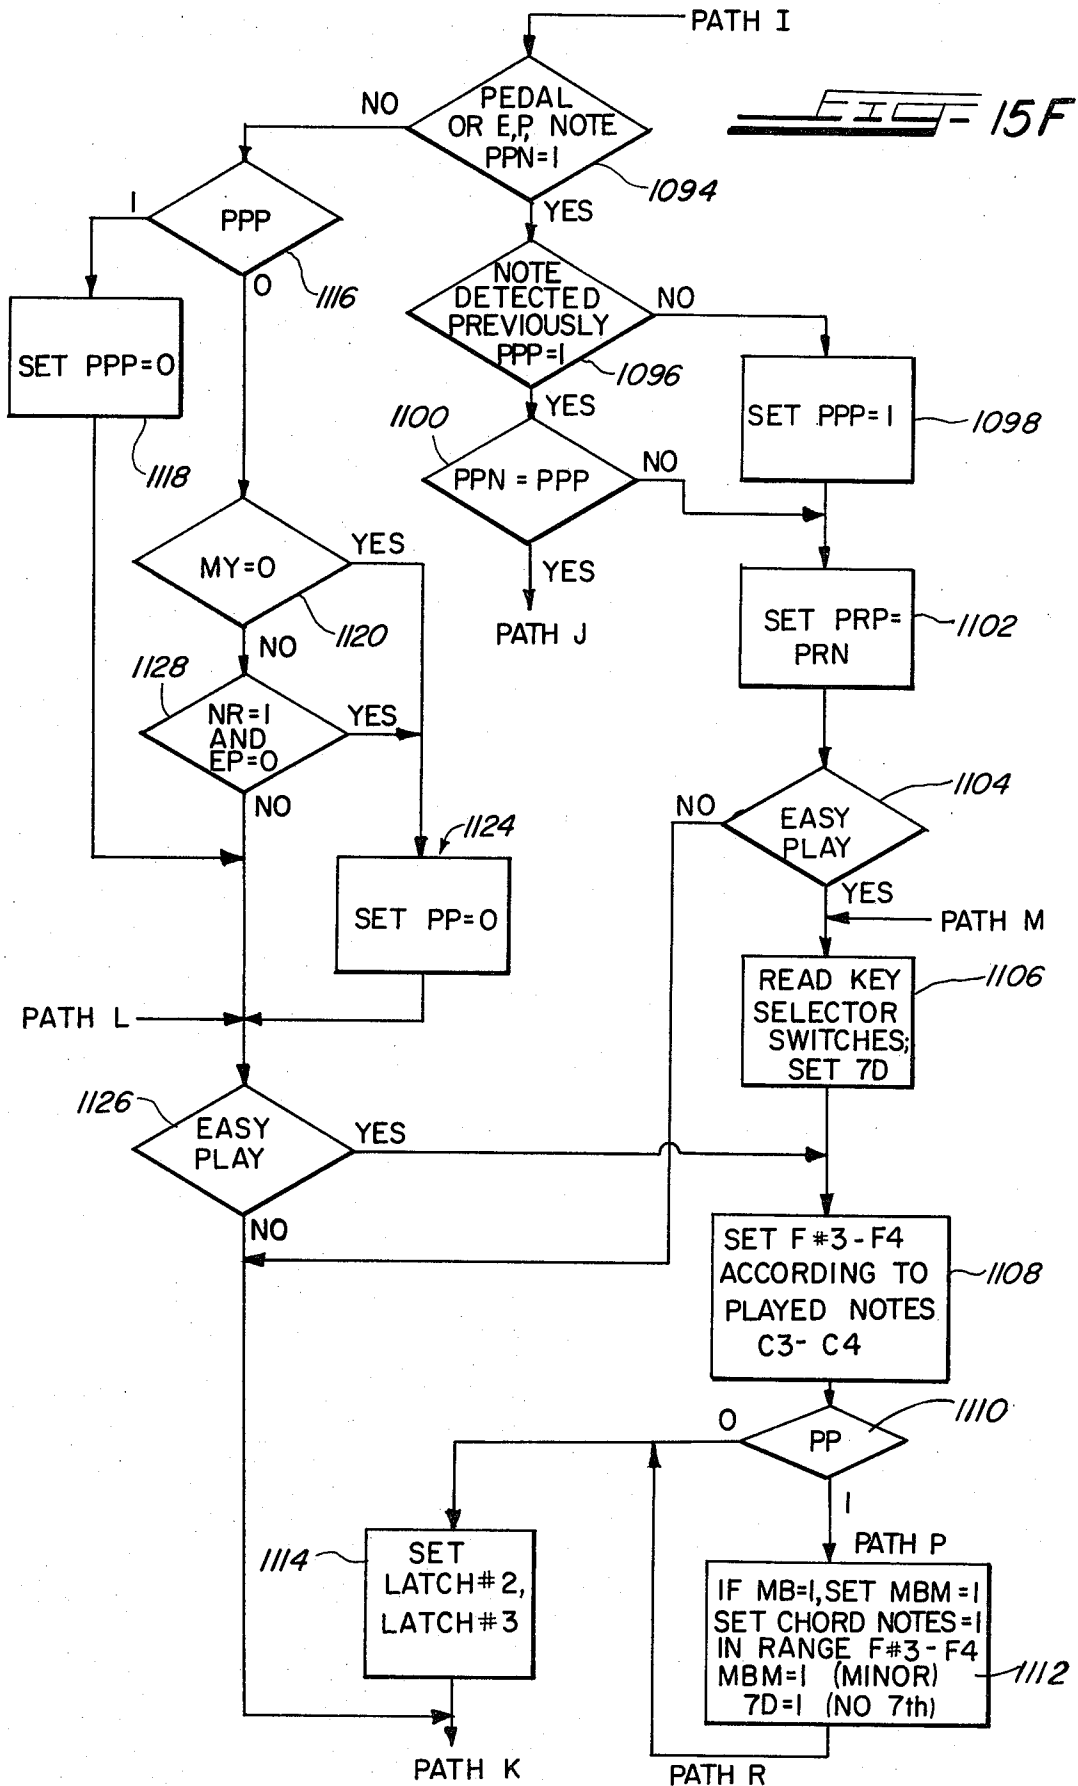 PATH I
FIG- 15F
PEDAL
OR E,P, NOTE
PPN=1
NO
1094
YES
1
PPP
0
1116
NOTE
DETECTED
PREVIOUSLY
PPP=1
NO
1096
YES
SET PPP=0
1118
SET PPP=1
1098
1100
PPN = PPP
NO
YES
PATH J
MY=0
YES
1120
NO
SET PRP=
PRN
1102
1128
NR=1
AND
EP=0
YES
NO
1104
NO
EASY
PLAY
YES
1124
SET PP=0
PATH M
READ KEY
SELECTOR
SWITCHES;
SET 7D
1106
PATH L
1126
EASY
PLAY
YES
NO
SET F#3-F4
ACCORDING TO
PLAYED NOTES
C3- C4
1108
0
PP
1110
1
PATH P
1114
SET
LATCH#2,
LATCH#3
IF MB=1, SET MBM=1
SET CHORD NOTES=1
IN RANGE F#3-F4
MBM=1 (MINOR)
7D=1 (NO 7th)
1112
PATH K
PATH R